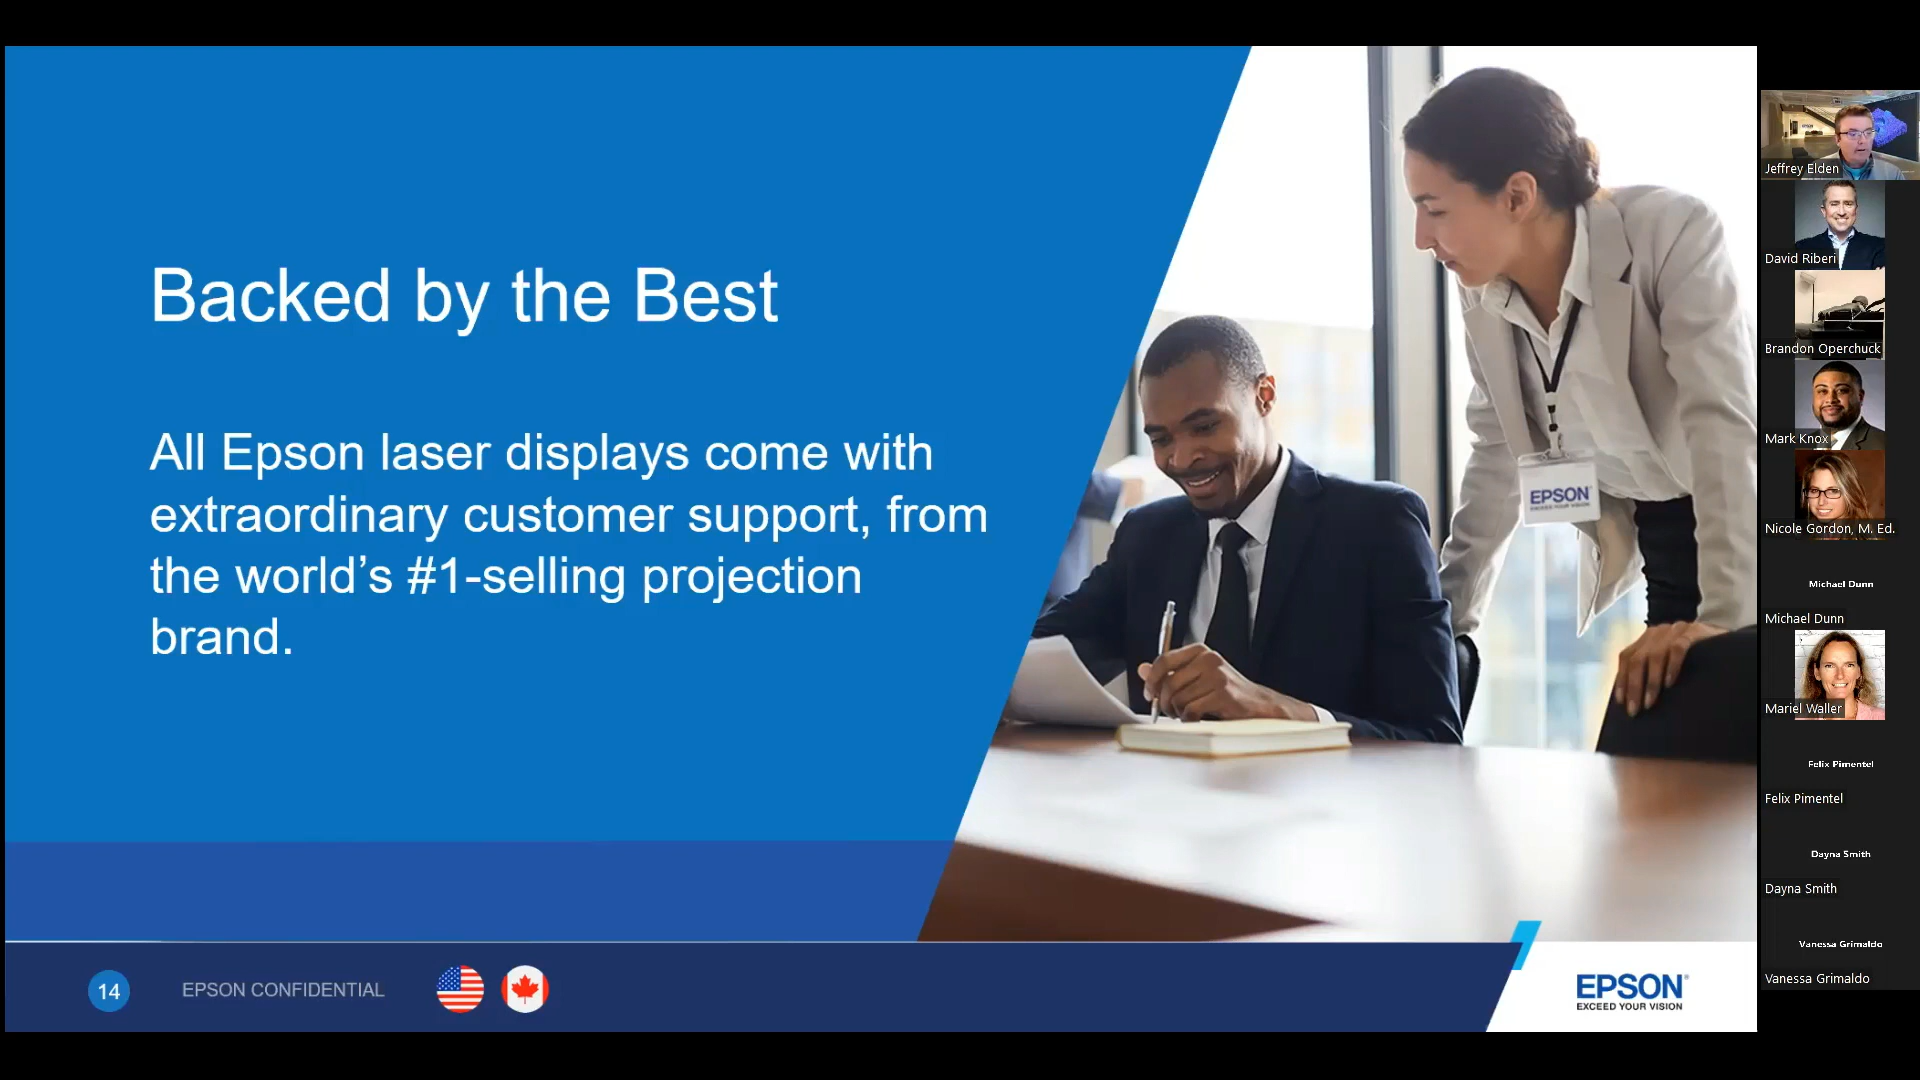 Backed by the Best
All Epson laser displays come with
extraordinary customer support, from
the world’s #1-selling projection
brand.
EPSON
EXCEED YOUR VISION
14
EPSON CONFIDENTIAL
EPSON®
EXCEED YOUR VISION
Jeffrey Elden
David Riberi
Brandon Operchuck
Mark Knox
Nicole Gordon, M. Ed.
Michael Dunn
Michael Dunn
Mariel Waller
Felix Pimentel
Felix Pimentel
Dayna Smith
Dayna Smith
Vanessa Grimaldo
Vanessa Grimaldo